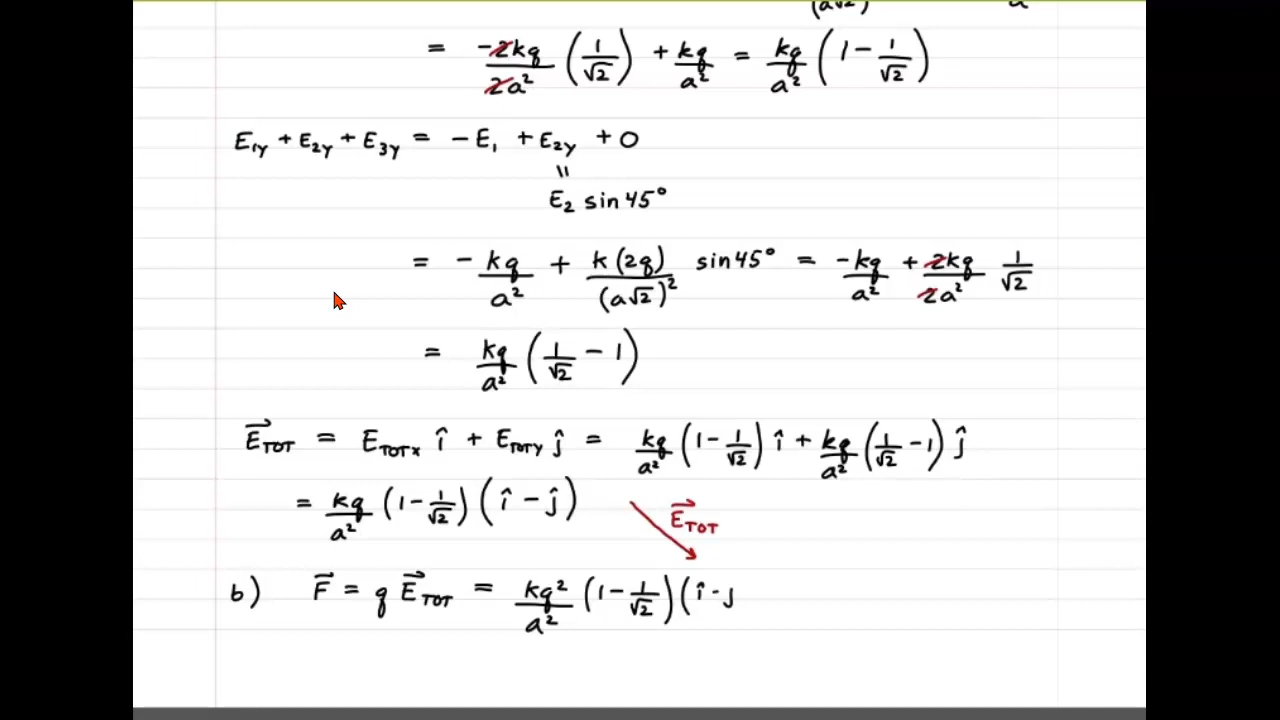 (a√2) a
= -2kq/2a² (1/√2) + kq/a² = kq/a² (1 - 1/√2)
E₁y + E₂y + E₃y = - E₁ + E₂y + 0
"
E₂ sin 45°
= - kq/a² + k(2q)/(a√2)² sin 45° = -kq/a² + 2kq/2a² 1/√2
= kq/a² (1/√2 - 1)
E⃗TOT = ETOTx î + ETOTy ĵ = kq/a² (1 - 1/√2) î + kq/a² (1/√2 - 1) ĵ
= kq/a² (1 - 1/√2) (î - ĵ)
E⃗TOT
b) F⃗ = q E⃗TOT = kq²/a² (1 - 1/√2) (î - j